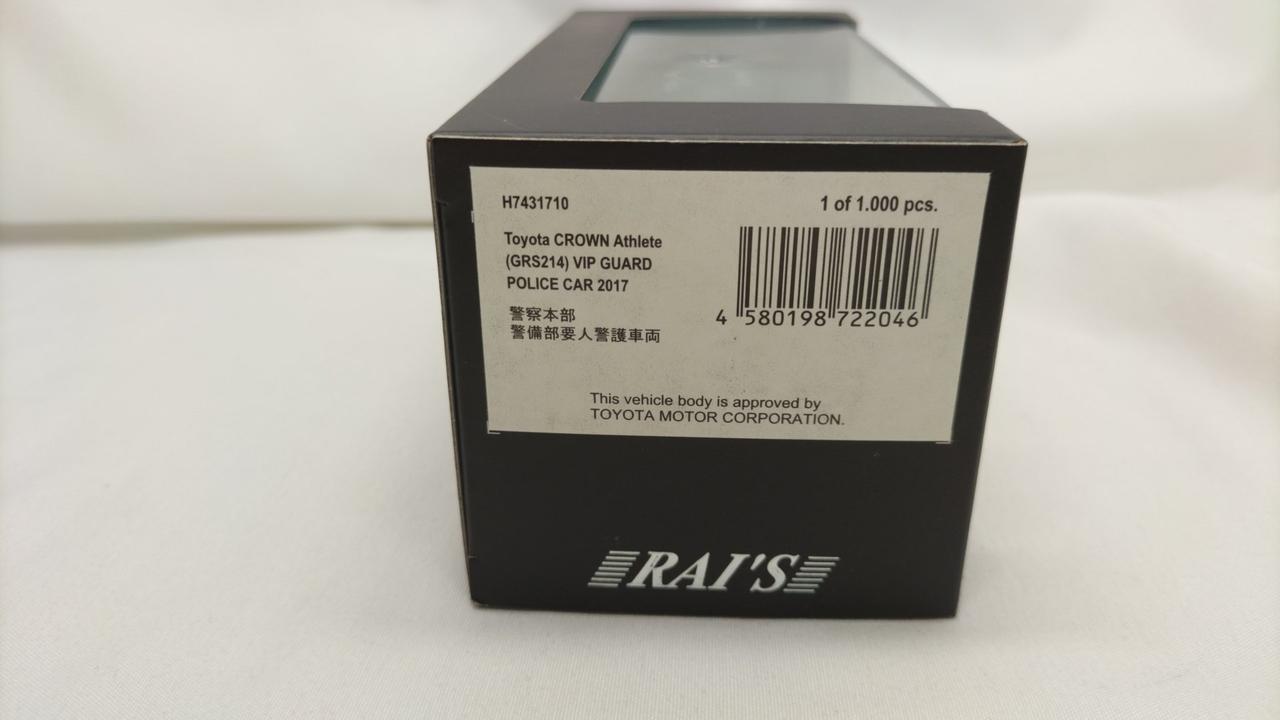 H7431710
1 of 1.000 pcs.
Toyota CROWN Athlete
(GRS214) VIP GUARD
POLICE CAR 2017
警察本部
警備部要人警護車両
4 580198 722046
This vehicle body is approved by
TOYOTA MOTOR CORPORATION.
RAI'S